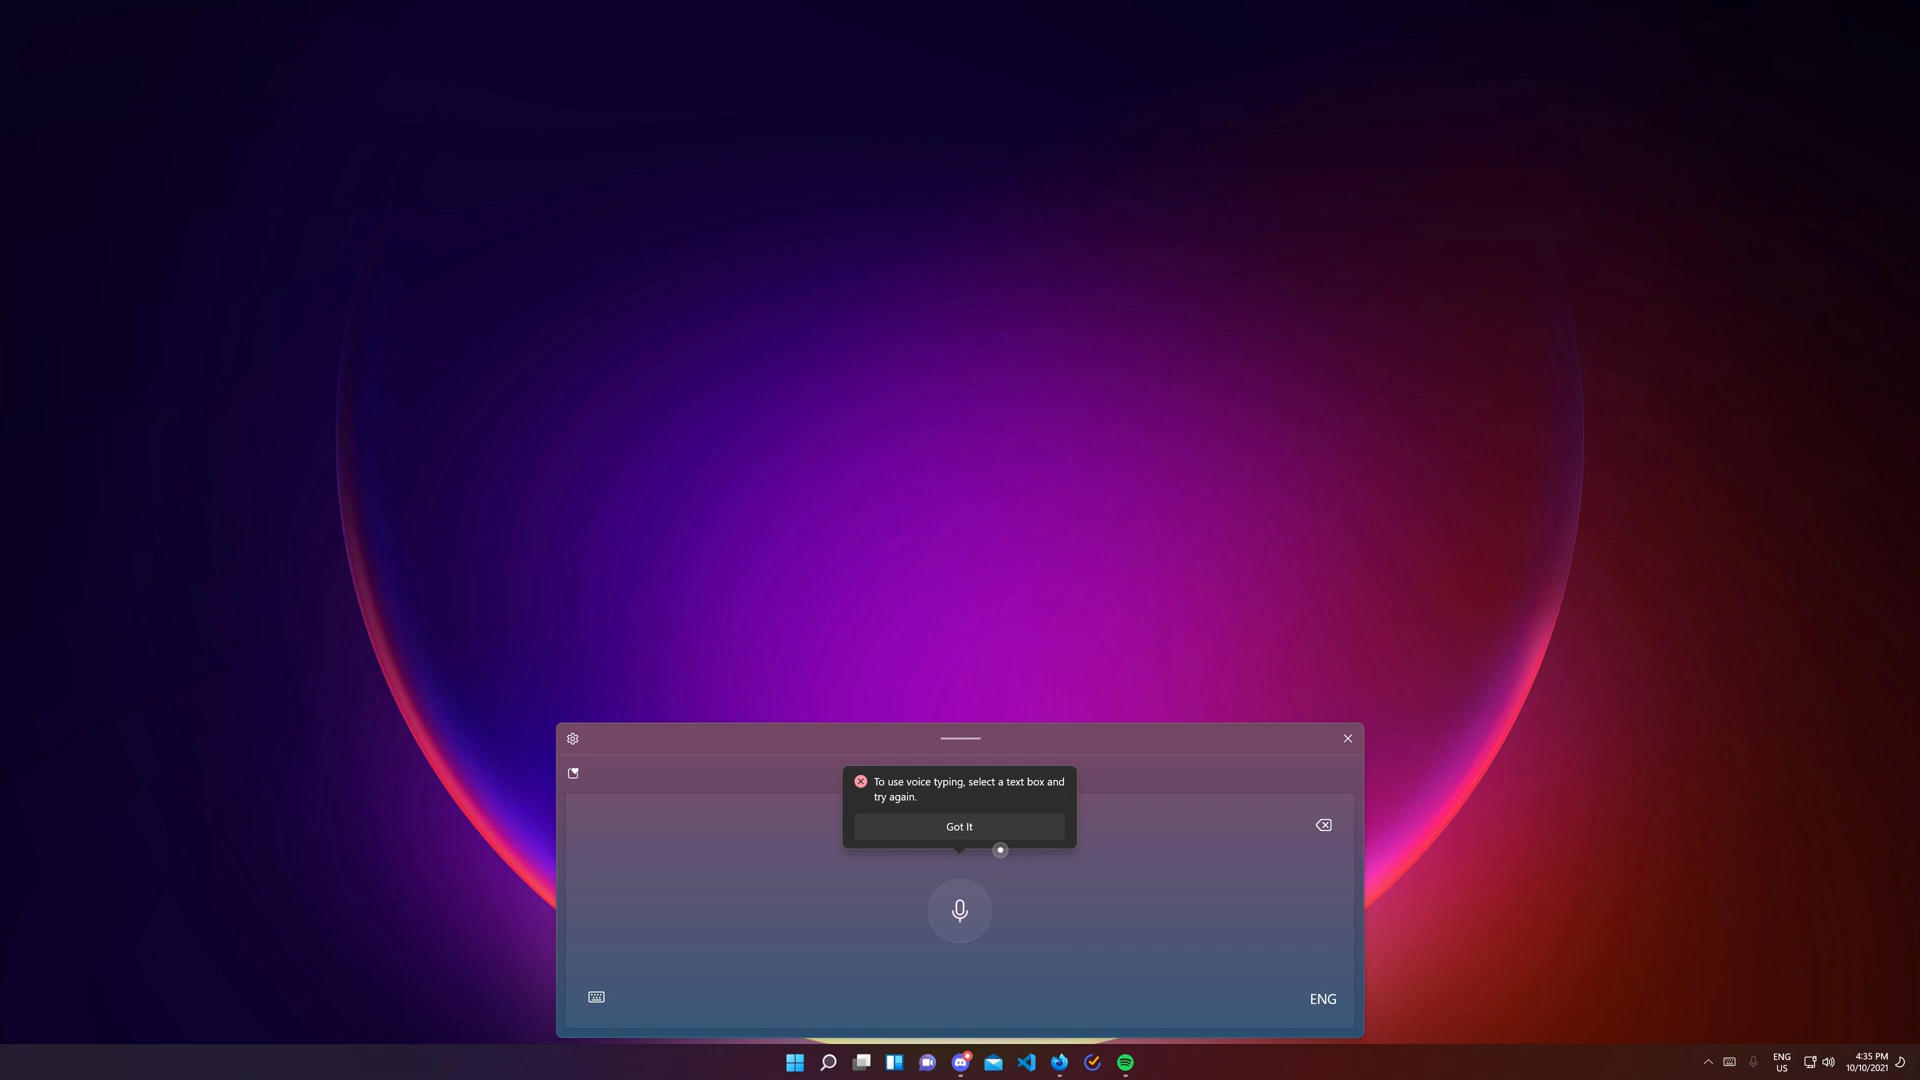 To use voice typing, select a text box and
try again.
Got It
ENG
ENG
US
4:35 PM
10/10/2021